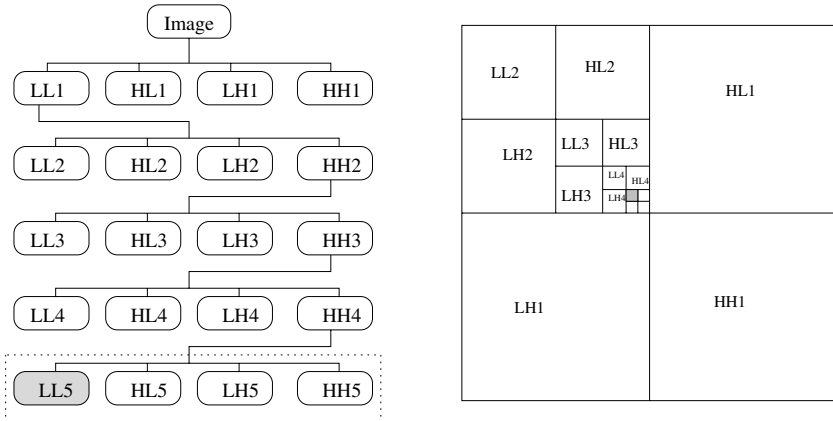 Image
LL1 HL1 LH1 HH1
LL2 HL2 LH2 HH2
LL3 HL3 LH3 HH3
LL4 HL4 LH4 HH4
LL5 HL5 LH5 HH5
LL2 HL2 HL1
LH2 LL3 HL3
LL4 HL4
LH3 LH4
LH1 HH1